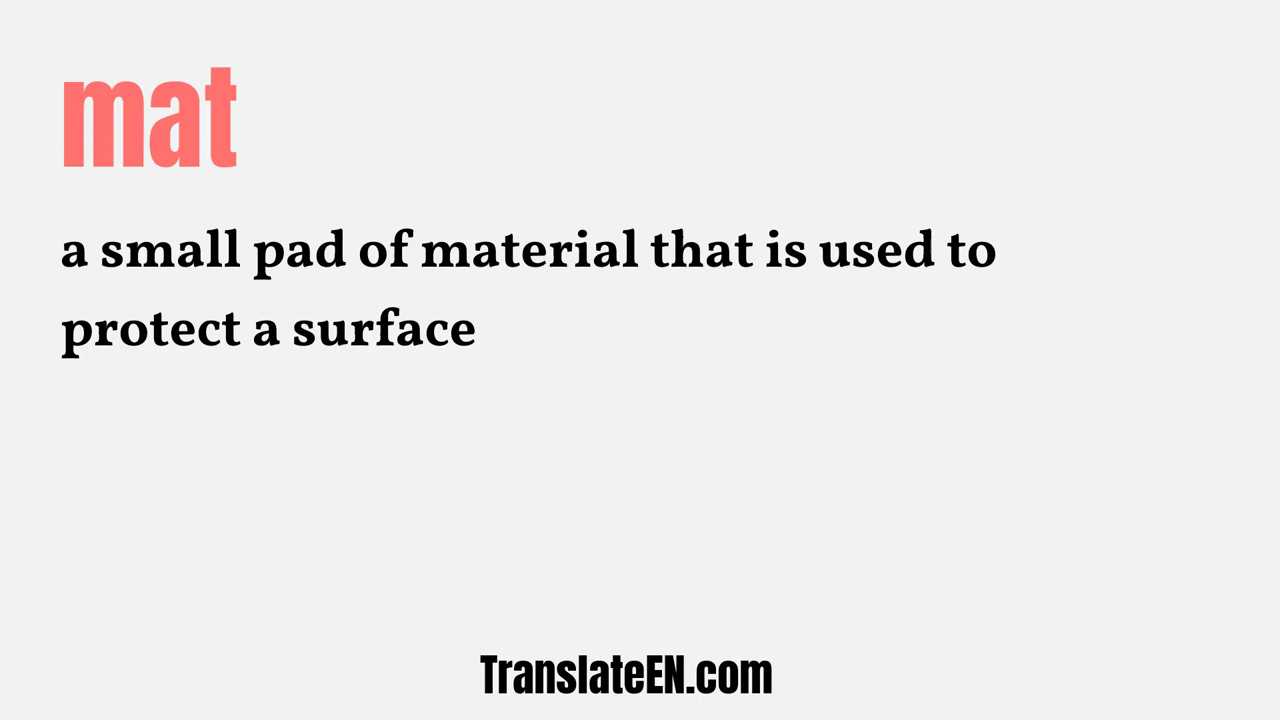 mat
a small pad of material that is used to
protect a surface
TranslateEN.com